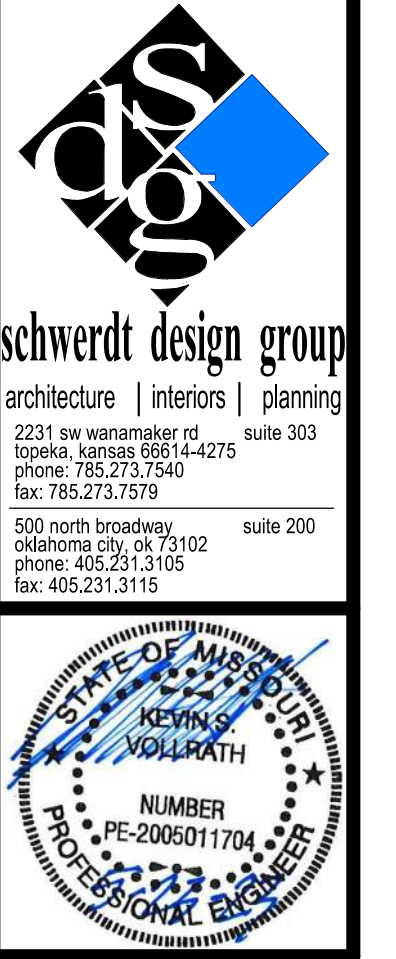 sdg
schwerdt design group
architecture | interiors | planning
2231 sw wanamaker rd suite 303
topeka, kansas 66614-4275
phone: 785.273.7540
fax: 785.273.7579
500 north broadway suite 200
oklahoma city, ok 73102
phone: 405.231.3105
fax: 405.231.3115
STATE OF MISSOURI
KEVIN S.
VOLLRATH
NUMBER
PE-2005011704
PROFESSIONAL ENGINEER